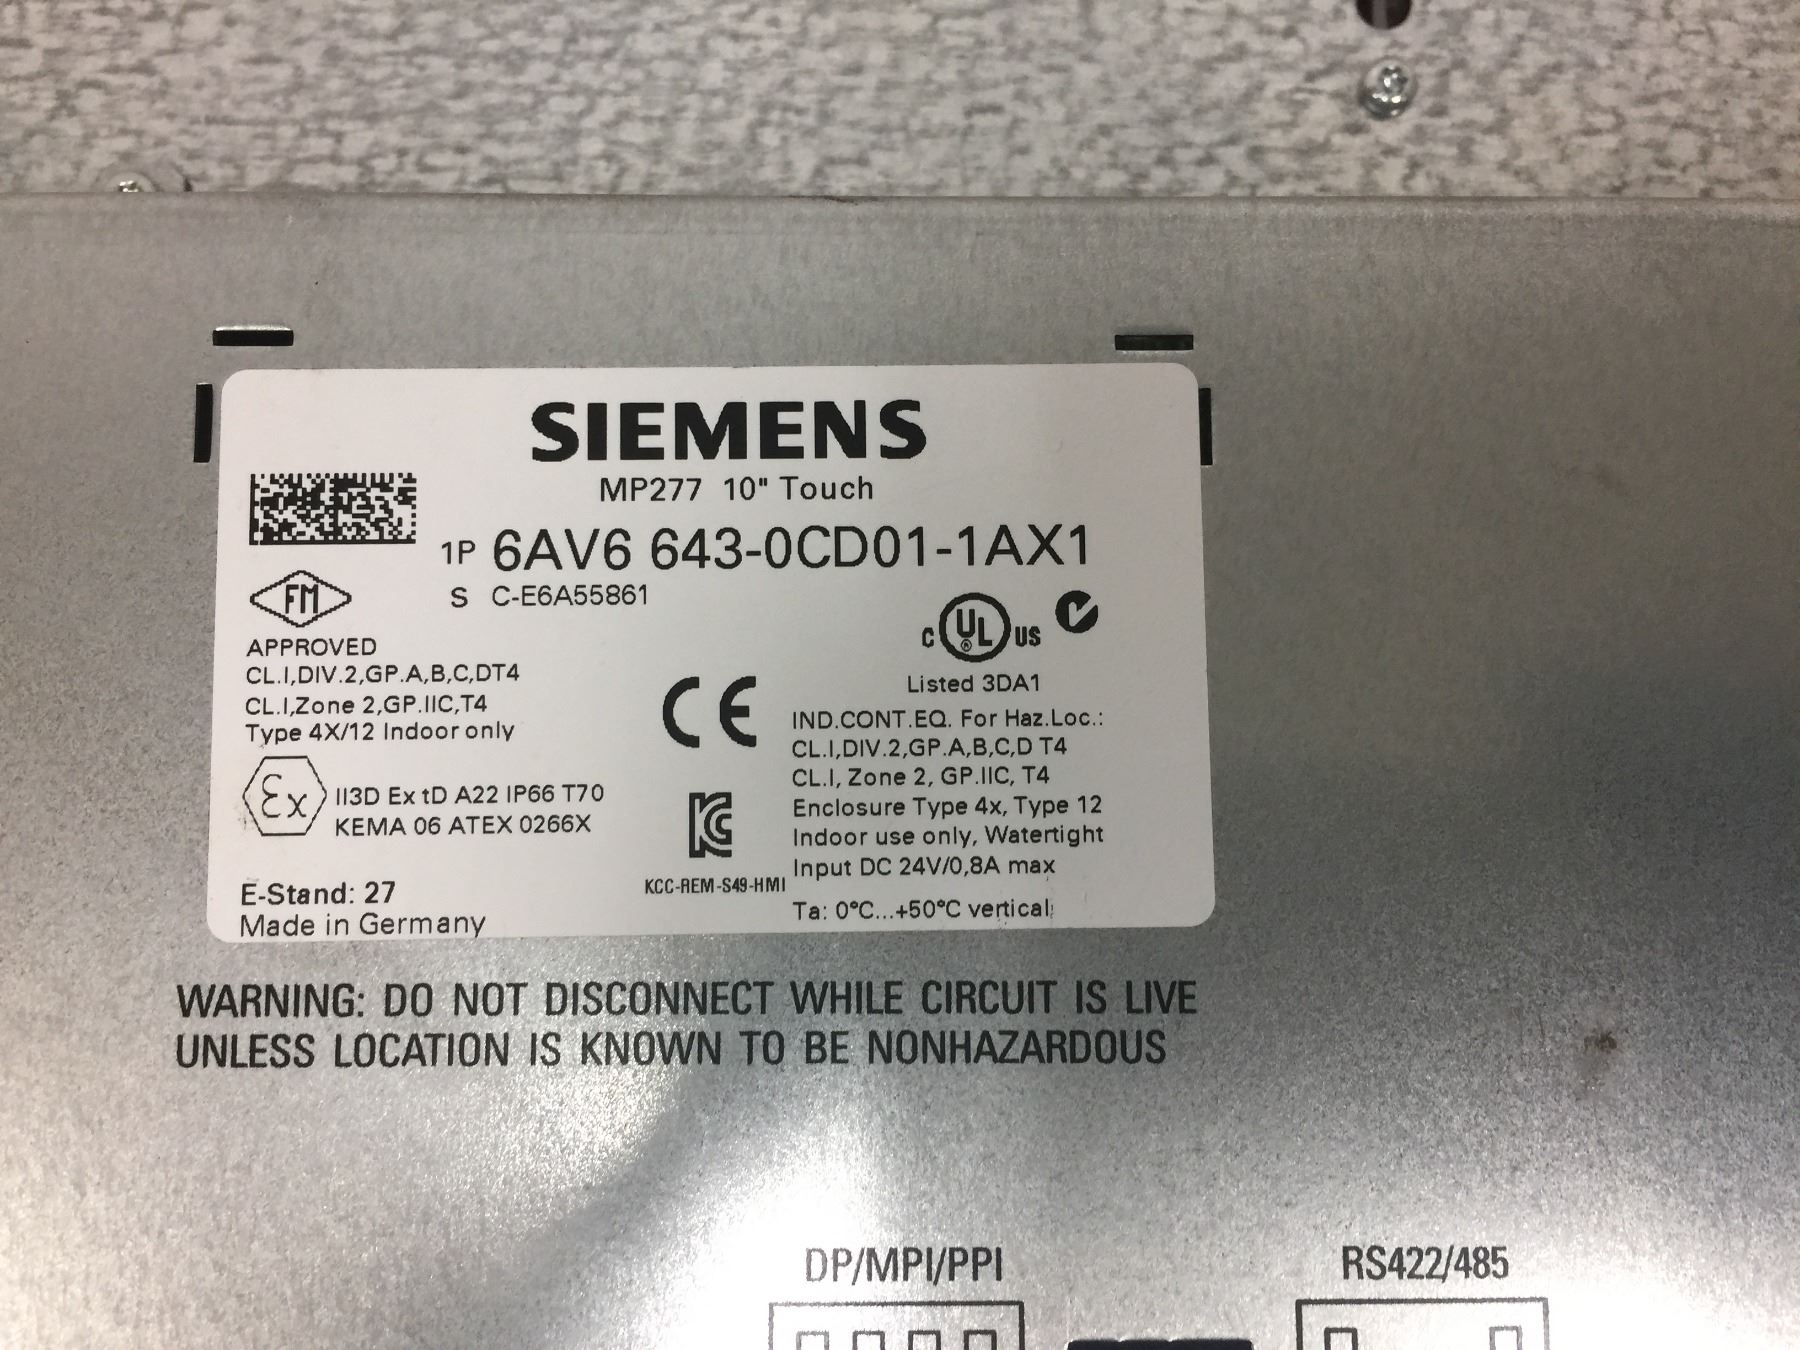 SIEMENS
MP277 10" Touch
1P 6AV6 643-0CD01-1AX1
S C-E6A55861
FM
APPROVED
CL.I,DIV.2,GP.A,B,C,DT4
CL.I,Zone 2,GP.IIC,T4
Type 4X/12 Indoor only
Ex
II3D Ex tD A22 IP66 T70
KEMA 06 ATEX 0266X
E-Stand: 27
Made in Germany
CE
KC
KCC-REM-S49-HMI
C UL® US
Listed 3DA1
IND.CONT.EQ. For Haz.Loc.:
CL.I,DIV.2,GP.A,B,C,D T4
CL.I, Zone 2, GP.IIC, T4
Enclosure Type 4x, Type 12
Indoor use only, Watertight
Input DC 24V/0,8A max
Ta: 0°C...+50°C vertical
WARNING: DO NOT DISCONNECT WHILE CIRCUIT IS LIVE
UNLESS LOCATION IS KNOWN TO BE NONHAZARDOUS
DP/MPI/PPI
RS422/485